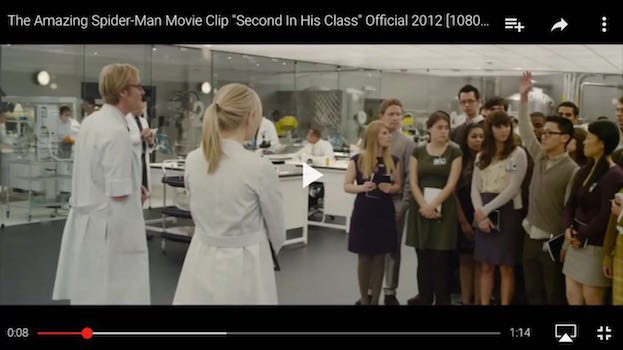 The Amazing Spider-Man Movie Clip "Second In His Class" Official 2012 [1080...
0:08
1:14